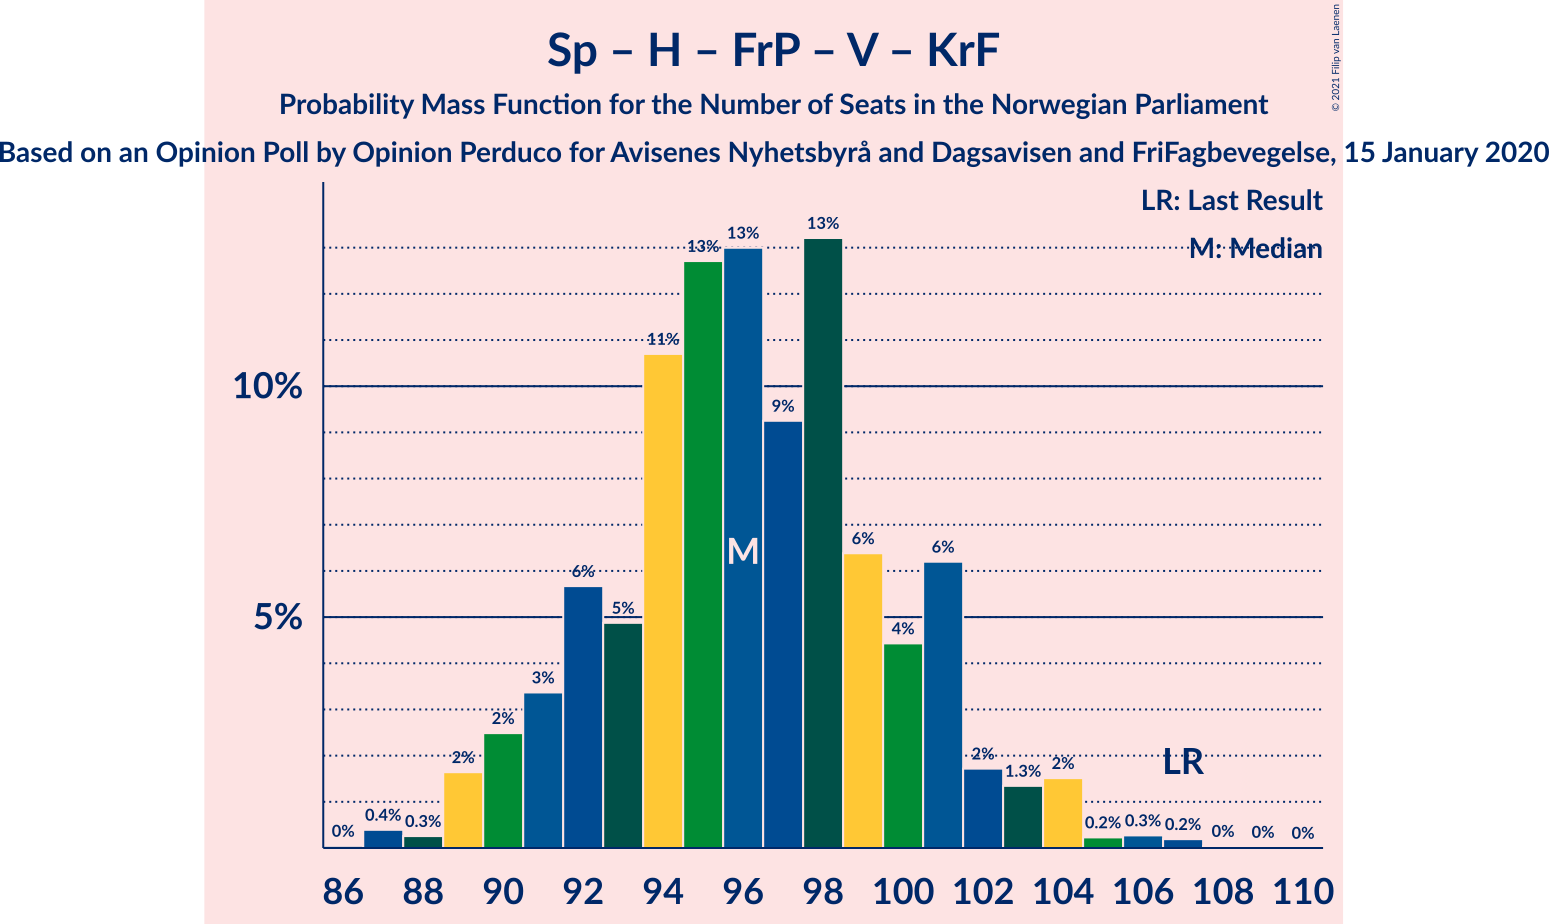 Sp – H – FrP – V – KrF
© 2021 Filip van Laenen
Probability Mass Function for the Number of Seats in the Norwegian Parliament
Based on an Opinion Poll by Opinion Perduco for Avisenes Nyhetsbyrå and Dagsavisen and FriFagbevegelse, 15 January 2020
LR: Last Result
M: Median
10%
5%
0% 0.4% 0.3% 2% 2% 3% 6% 5% 11% 13% 13% 9% 13% 6% 4% 6% 2% 1.3% 2% 0.2% 0.3% 0.2% 0% 0% 0%
M
LR
86 88 90 92 94 96 98 100 102 104 106 108 110